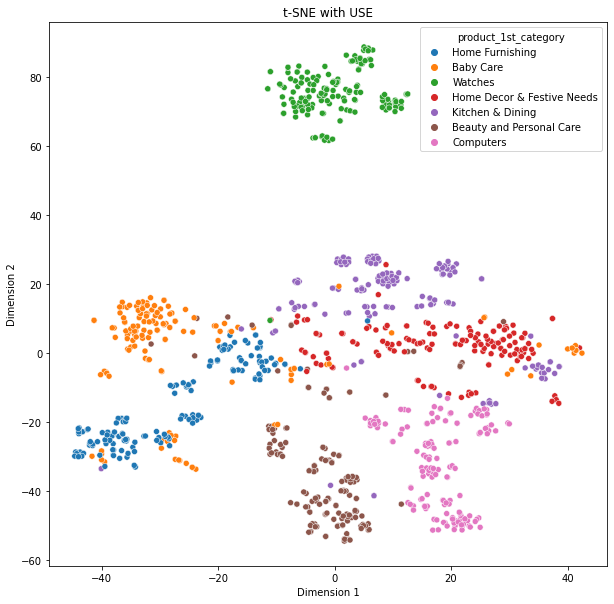 t-SNE with USE
product_1st_category
Home Furnishing
Baby Care
Watches
Home Decor & Festive Needs
Kitchen & Dining
Beauty and Personal Care
Computers
80
60
40
20
0
−20
−40
−60
Dimension 2
−40
−20
0
20
40
Dimension 1